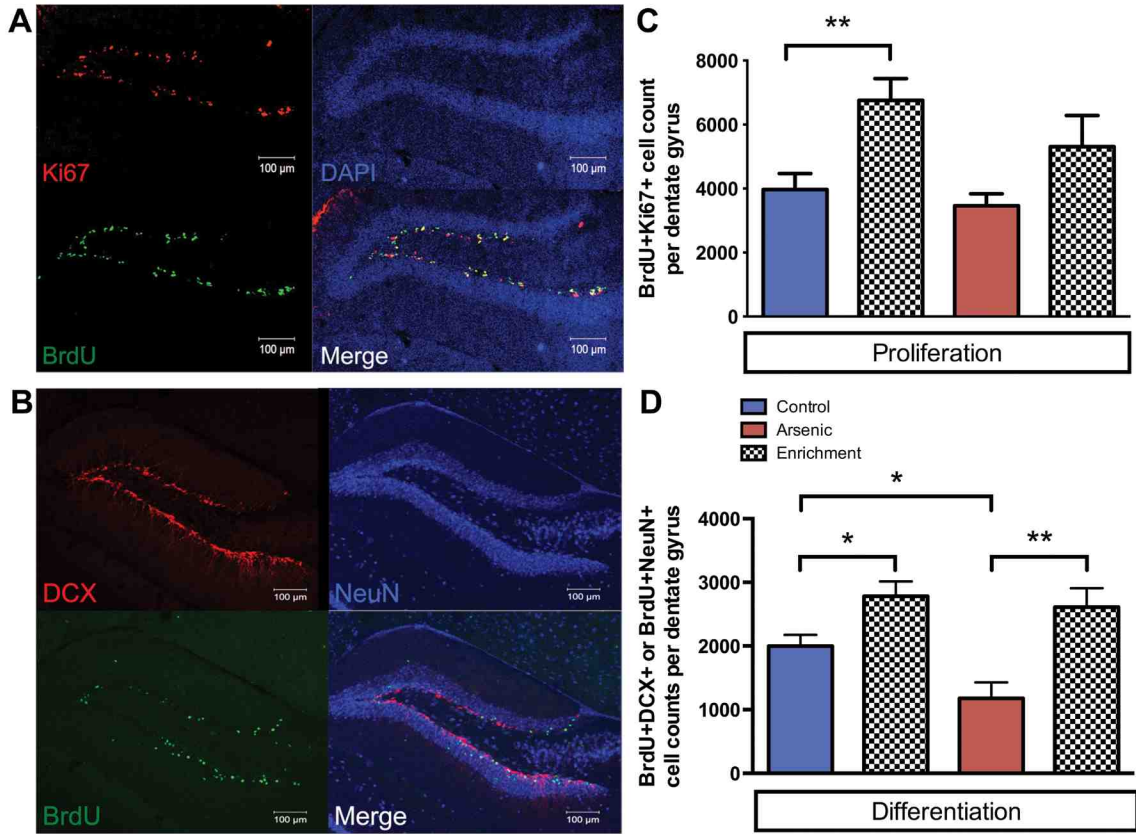 A
Ki67
100 µm
DAPI
100 µm
BrdU
100 µm
Merge
100 µm
B
DCX
100 µm
NeuN
100 µm
BrdU
100 µm
Merge
100 µm
C
**
BrdU+Ki67+ cell count
per dentate gyrus
8000
6000
4000
2000
0
Proliferation
D
Control
Arsenic
Enrichment
*
*
**
BrdU+DCX+ or BrdU+NeuN+
cell counts per dentate gyrus
4000
3000
2000
1000
0
Differentiation